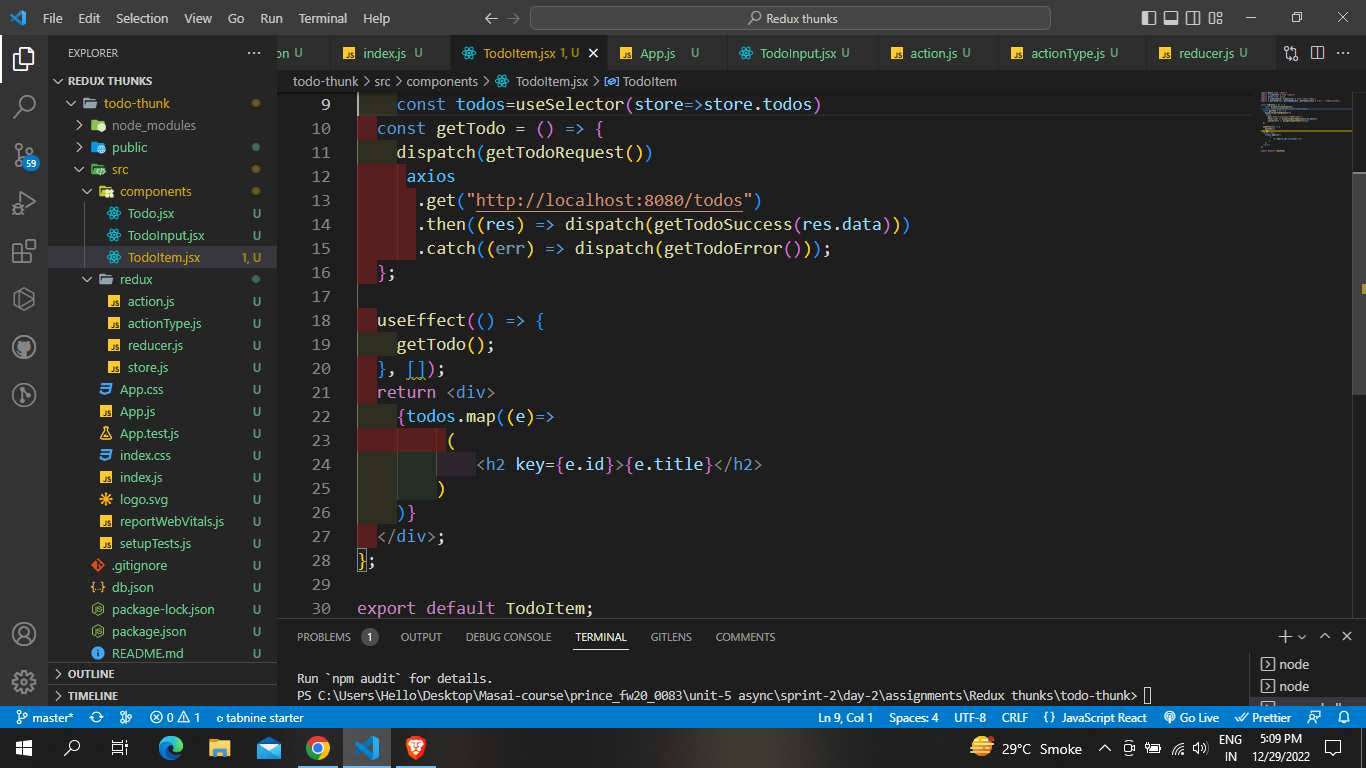 File Edit Selection View Go Run Terminal Help
Redux thunks
EXPLORER
on U index.js U TodoItem.jsx 1, U App.js U TodoInput.jsx U action.js U actionType.js U reducer.js U
REDUX THUNKS
todo-thunk > src > components > TodoItem.jsx > TodoItem
todo-thunk
node_modules
public
src
components
Todo.jsx U
TodoInput.jsx U
TodoItem.jsx 1, U
redux
action.js U
actionType.js U
reducer.js U
store.js U
App.css U
App.js U
App.test.js U
index.css U
index.js U
logo.svg U
reportWebVitals.js U
setupTests.js U
.gitignore U
db.json U
package-lock.json U
package.json U
README.md U
OUTLINE
TIMELINE
59
9 const todos=useSelector(store=>store.todos)
10 const getTodo = () => {
11 dispatch(getTodoRequest())
12 axios
13 .get("http://localhost:8080/todos")
14 .then((res) => dispatch(getTodoSuccess(res.data)))
15 .catch((err) => dispatch(getTodoError()));
16 };
17
18 useEffect(() => {
19 getTodo();
20 }, []);
21 return <div>
22 {todos.map((e)=>
23 (
24 <h2 key={e.id}>{e.title}</h2>
25 )
26 )}
27 </div>;
28 };
29
30 export default TodoItem;
PROBLEMS 1 OUTPUT DEBUG CONSOLE TERMINAL GITLENS COMMENTS
Run `npm audit` for details.
PS C:\Users\Hello\Desktop\Masai-course\prince_fw20_0083\unit-5 async\sprint-2\day-2\assignments\Redux thunks\todo-thunk>
node
node
master* 0 1 tabnine starter Ln 9, Col 1 Spaces: 4 UTF-8 CRLF {} JavaScript React Go Live Prettier
29°C Smoke ENG IN 5:09 PM 12/29/2022